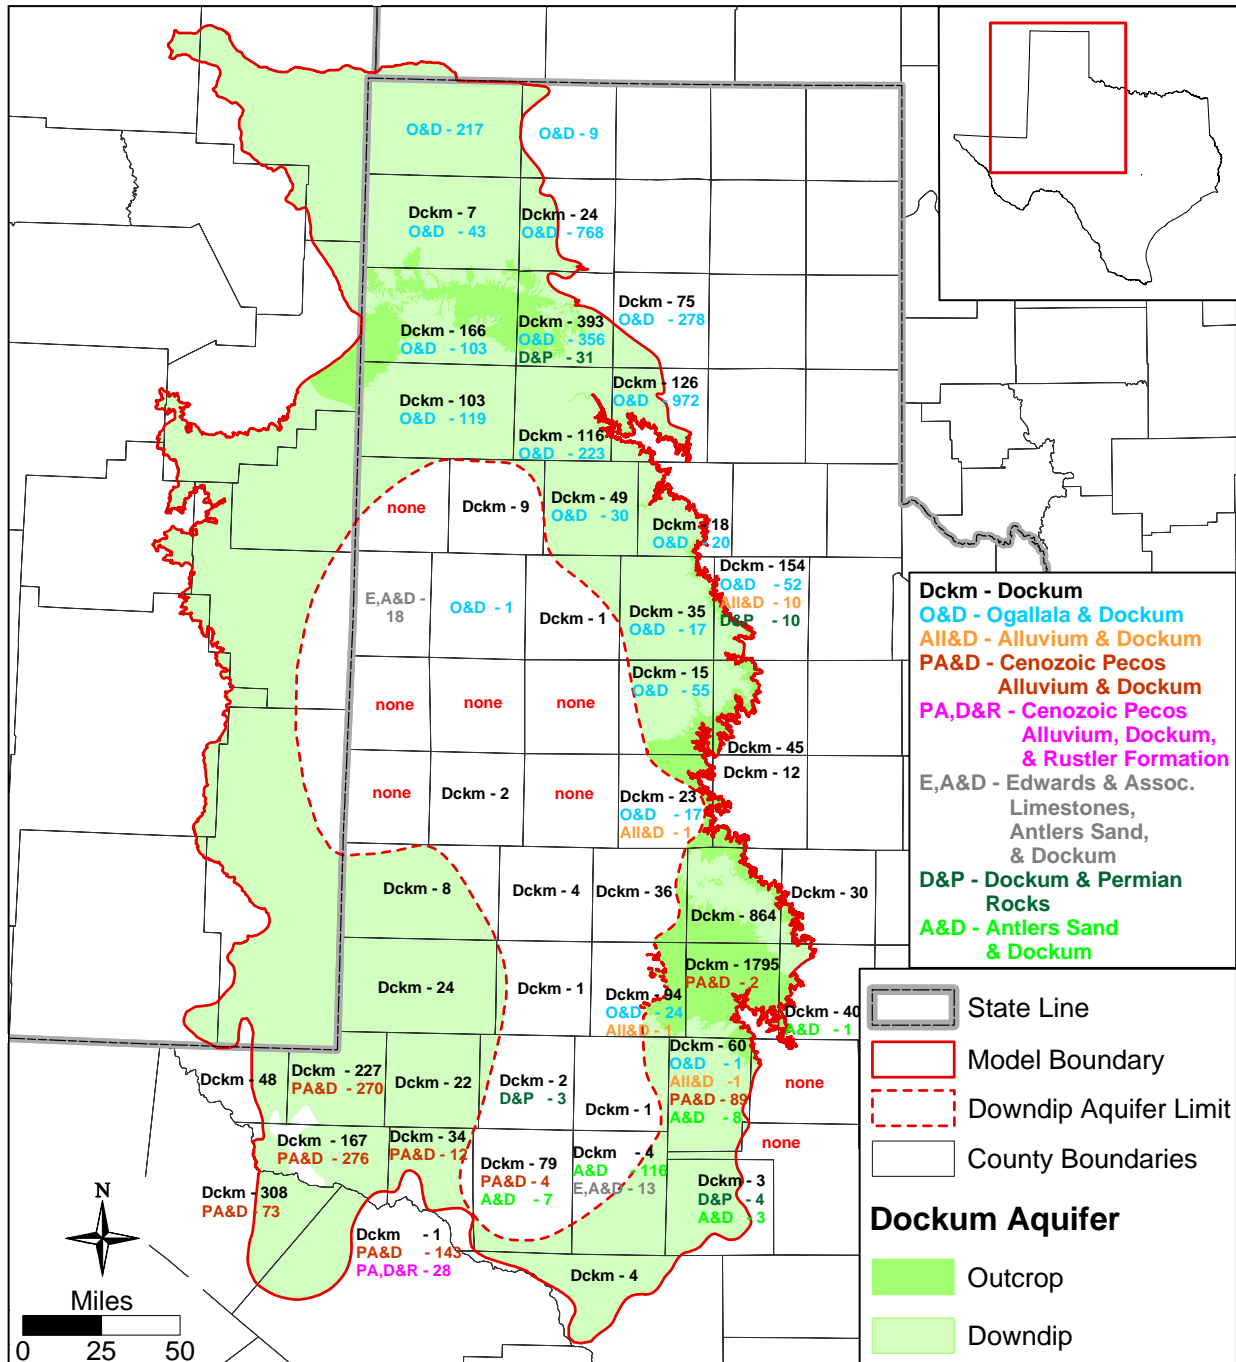 O&D - 217
O&D - 9
Dckm - 7
O&D - 43
Dckm - 24
O&D - 768
Dckm - 75
O&D - 278
Dckm - 166
O&D - 103
Dckm - 393
O&D - 356
D&P - 31
Dckm - 103
O&D - 119
Dckm - 126
O&D - 972
Dckm - 116
O&D - 223
none
Dckm - 9
Dckm - 49
O&D - 30
Dckm - 18
O&D - 20
E,A&D -
18
O&D - 1
Dckm - 1
Dckm - 35
O&D - 17
Dckm - 154
O&D - 52
All&D - 10
D&P - 10
none
none
none
Dckm - 15
O&D - 55
Dckm - 45
none
Dckm - 2
none
Dckm - 23
O&D - 17
All&D - 1
Dckm - 12
Dckm - 8
Dckm - 4
Dckm - 36
Dckm - 864
Dckm - 30
Dckm - 24
Dckm - 1
Dckm - 94
O&D - 24
All&D - 1
Dckm - 1795
PA&D - 2
Dckm - 40
A&D - 1
Dckm - 48
Dckm - 227
PA&D - 270
Dckm - 22
Dckm - 2
D&P - 3
Dckm - 1
Dckm - 60
O&D - 1
All&D - 1
PA&D - 89
A&D - 8
none
Dckm - 167
PA&D - 276
Dckm - 34
PA&D - 12
Dckm - 79
PA&D - 4
A&D - 7
Dckm - 4
A&D - 116
E,A&D - 13
none
Dckm - 3
D&P - 4
A&D - 3
Dckm - 308
PA&D - 73
Dckm - 1
PA&D - 143
PA,D&R - 28
Dckm - 4
N
Miles
0 25 50
Dckm - Dockum
O&D - Ogallala & Dockum
All&D - Alluvium & Dockum
PA&D - Cenozoic Pecos
Alluvium & Dockum
PA,D&R - Cenozoic Pecos
Alluvium, Dockum,
& Rustler Formation
E,A&D - Edwards & Assoc.
Limestones,
Antlers Sand,
& Dockum
D&P - Dockum & Permian
Rocks
A&D - Antlers Sand
& Dockum
State Line
Model Boundary
Downdip Aquifer Limit
County Boundaries
Dockum Aquifer
Outcrop
Downdip